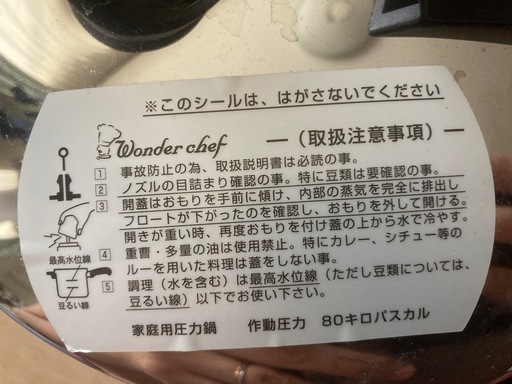 ※このシールは、はがさないでください
Wonder chef
―（取扱注意事項）―
1 事故防止の為、取扱説明書は必読の事。
2 ノズルの目詰まり確認の事。特に豆類は要確認の事。
3 開蓋はおもりを手前に傾け、内部の蒸気を完全に排出し
フロートが下がったのを確認し、おもりを外して開ける。
開きが重い時、再度おもりを付け蓋の上から水で冷やす。
4 重曹・多量の油は使用禁止。特にカレー、シチュー等の
ルーを用いた料理は蓋をしない事。
5 調理（水を含む）は最高水位線（ただし豆類については、
豆るい線）以下でお使い下さい。
最高水位線
豆るい線
家庭用圧力鍋　作動圧力　80キロパスカル